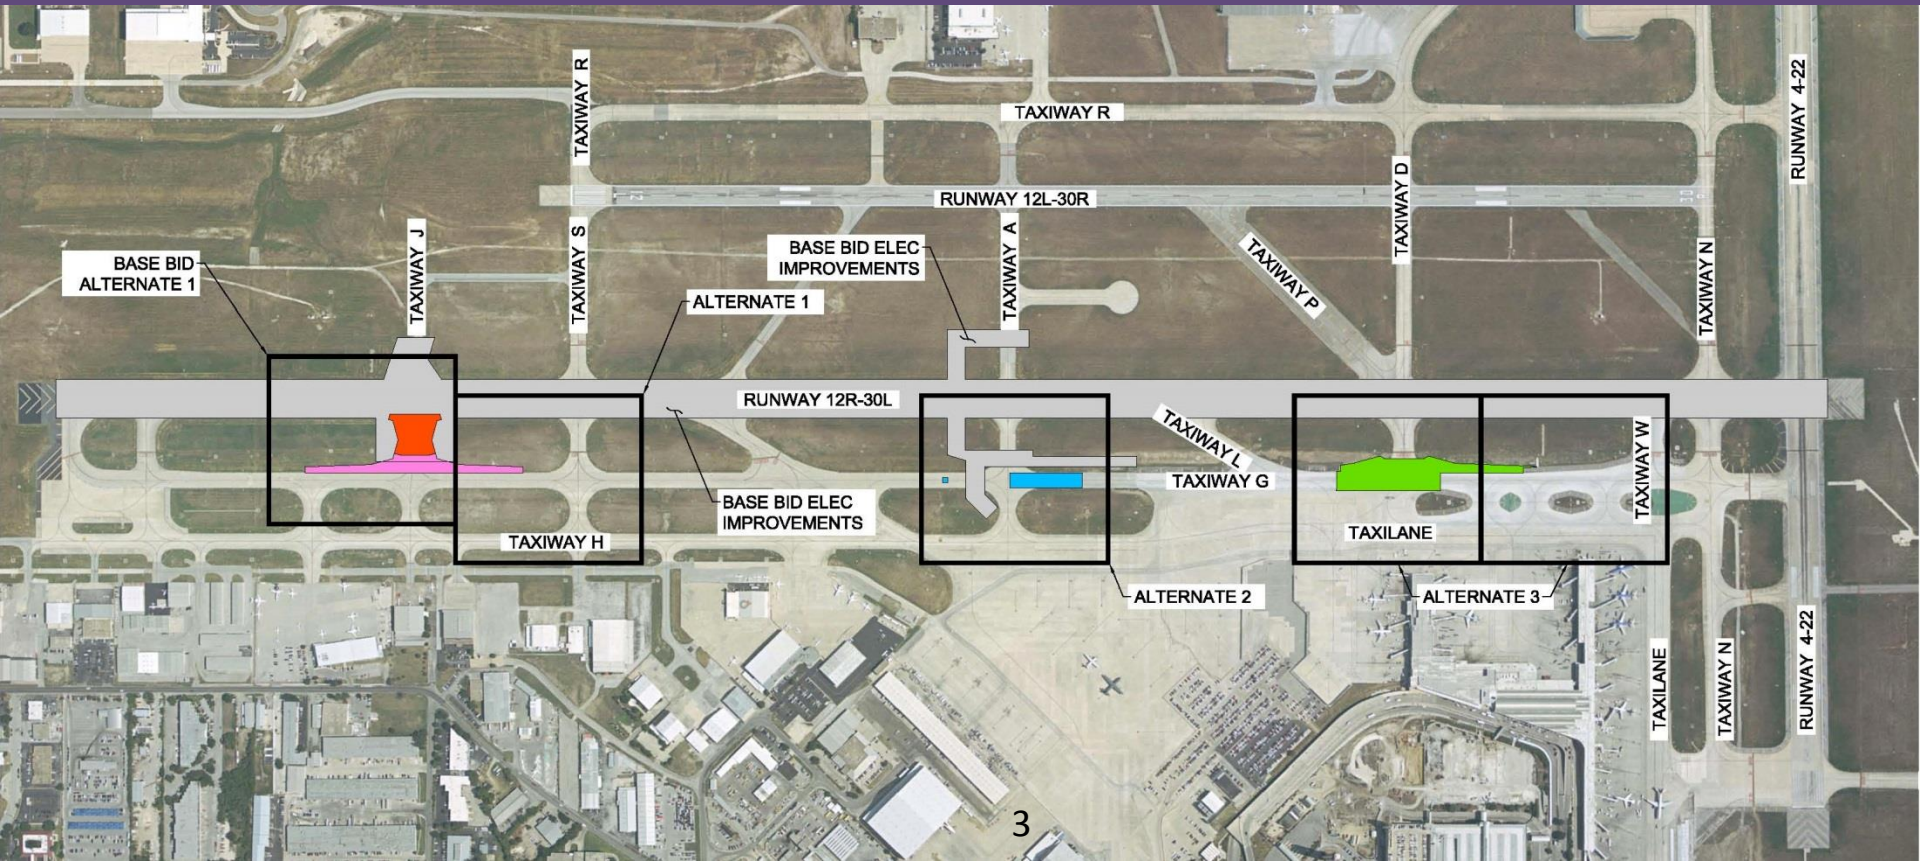 TAXIWAY R
TAXIWAY R
RUNWAY 4-22
RUNWAY 12L-30R
TAXIWAY D
TAXIWAY J
TAXIWAY S
TAXIWAY A
TAXIWAY P
TAXIWAY N
BASE BID
ALTERNATE 1
BASE BID ELEC
IMPROVEMENTS
ALTERNATE 1
RUNWAY 12R-30L
TAXIWAY L
TAXIWAY G
TAXIWAY W
BASE BID ELEC
IMPROVEMENTS
TAXIWAY H
TAXILANE
ALTERNATE 2
ALTERNATE 3
TAXILANE
TAXIWAY N
RUNWAY 4-22
3